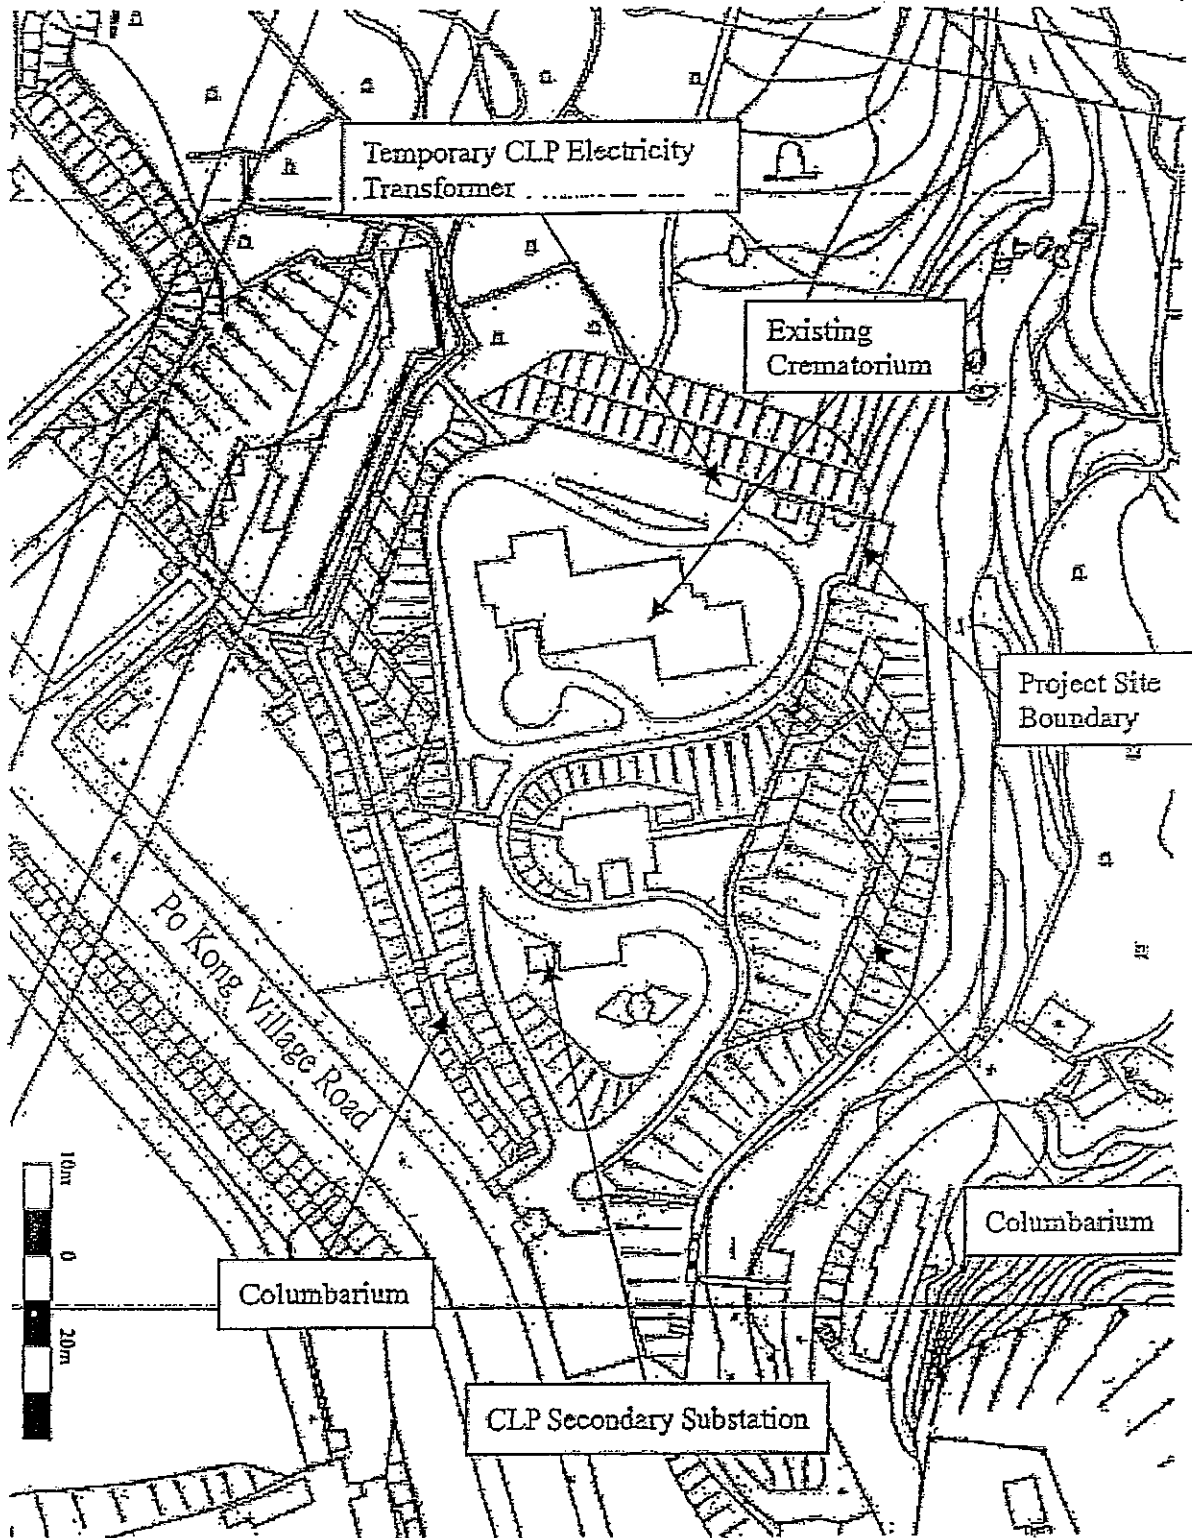 Temporary CLP Electricity
Transformer
Existing
Crematorium
Project Site
Boundary
Po Kong Village Road
10m
0
20m
Columbarium
Columbarium
CLP Secondary Substation